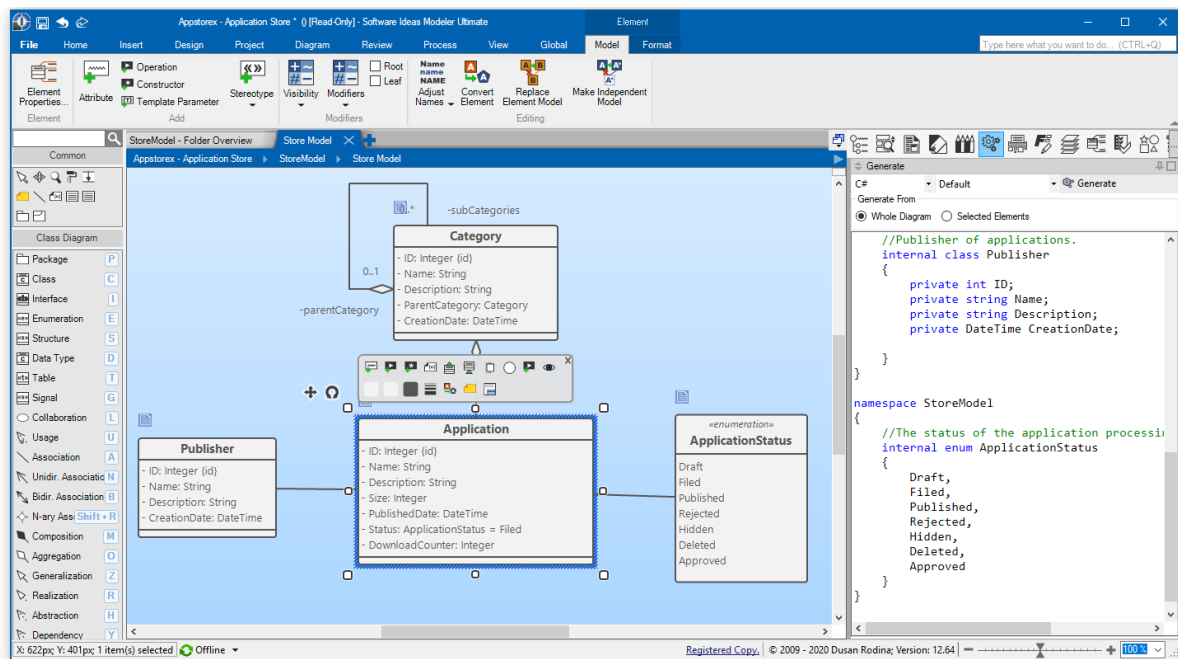 Appstorex - Application Store * () [Read-Only] - Software Ideas Modeler Ultimate
Element
File Home Insert Design Project Diagram Review Process View Global Model Format
Type here what you want to do... (CTRL+Q)
Element Properties...
Attribute
Operation
Constructor
Template Parameter
Stereotype
Visibility
Modifiers
Root
Leaf
Name
name
NAME
Adjust Names
Convert Element
Replace Element Model
Make Independent Model
Element
Add
Modifiers
Editing
StoreModel - Folder Overview
Store Model
Common
Appstorex - Application Store StoreModel Store Model
Class Diagram
Package P
Class C
Interface I
Enumeration E
Structure S
Data Type D
Table T
Signal G
Collaboration L
Usage U
Association A
Unidir. Associatio N
Bidir. Association B
N-ary Ass Shift+R
Composition M
Aggregation O
Generalization Z
Realization R
Abstraction H
Dependency Y
.*
-subCategories
0..1
-parentCategory
Category
- ID: Integer {id}
- Name: String
- Description: String
- ParentCategory: Category
- CreationDate: DateTime
X
Publisher
- ID: Integer {id}
- Name: String
- Description: String
- CreationDate: DateTime
Application
- ID: Integer {id}
- Name: String
- Description: String
- Size: Integer
- PublishedDate: DateTime
- Status: ApplicationStatus = Filed
- DownloadCounter: Integer
«enumeration»
ApplicationStatus
Draft
Filed
Published
Rejected
Hidden
Deleted
Approved
Generate
C# Default Generate
Generate From
Whole Diagram Selected Elements
//Publisher of applications.
internal class Publisher
{
private int ID;
private string Name;
private string Description;
private DateTime CreationDate;
}
}
namespace StoreModel
{
//The status of the application processi
internal enum ApplicationStatus
{
Draft,
Filed,
Published,
Rejected,
Hidden,
Deleted,
Approved
}
}
X: 622px; Y: 401px; 1 item(s) selected Offline
Registered Copy. © 2009 - 2020 Dusan Rodina; Version: 12.64 100 %